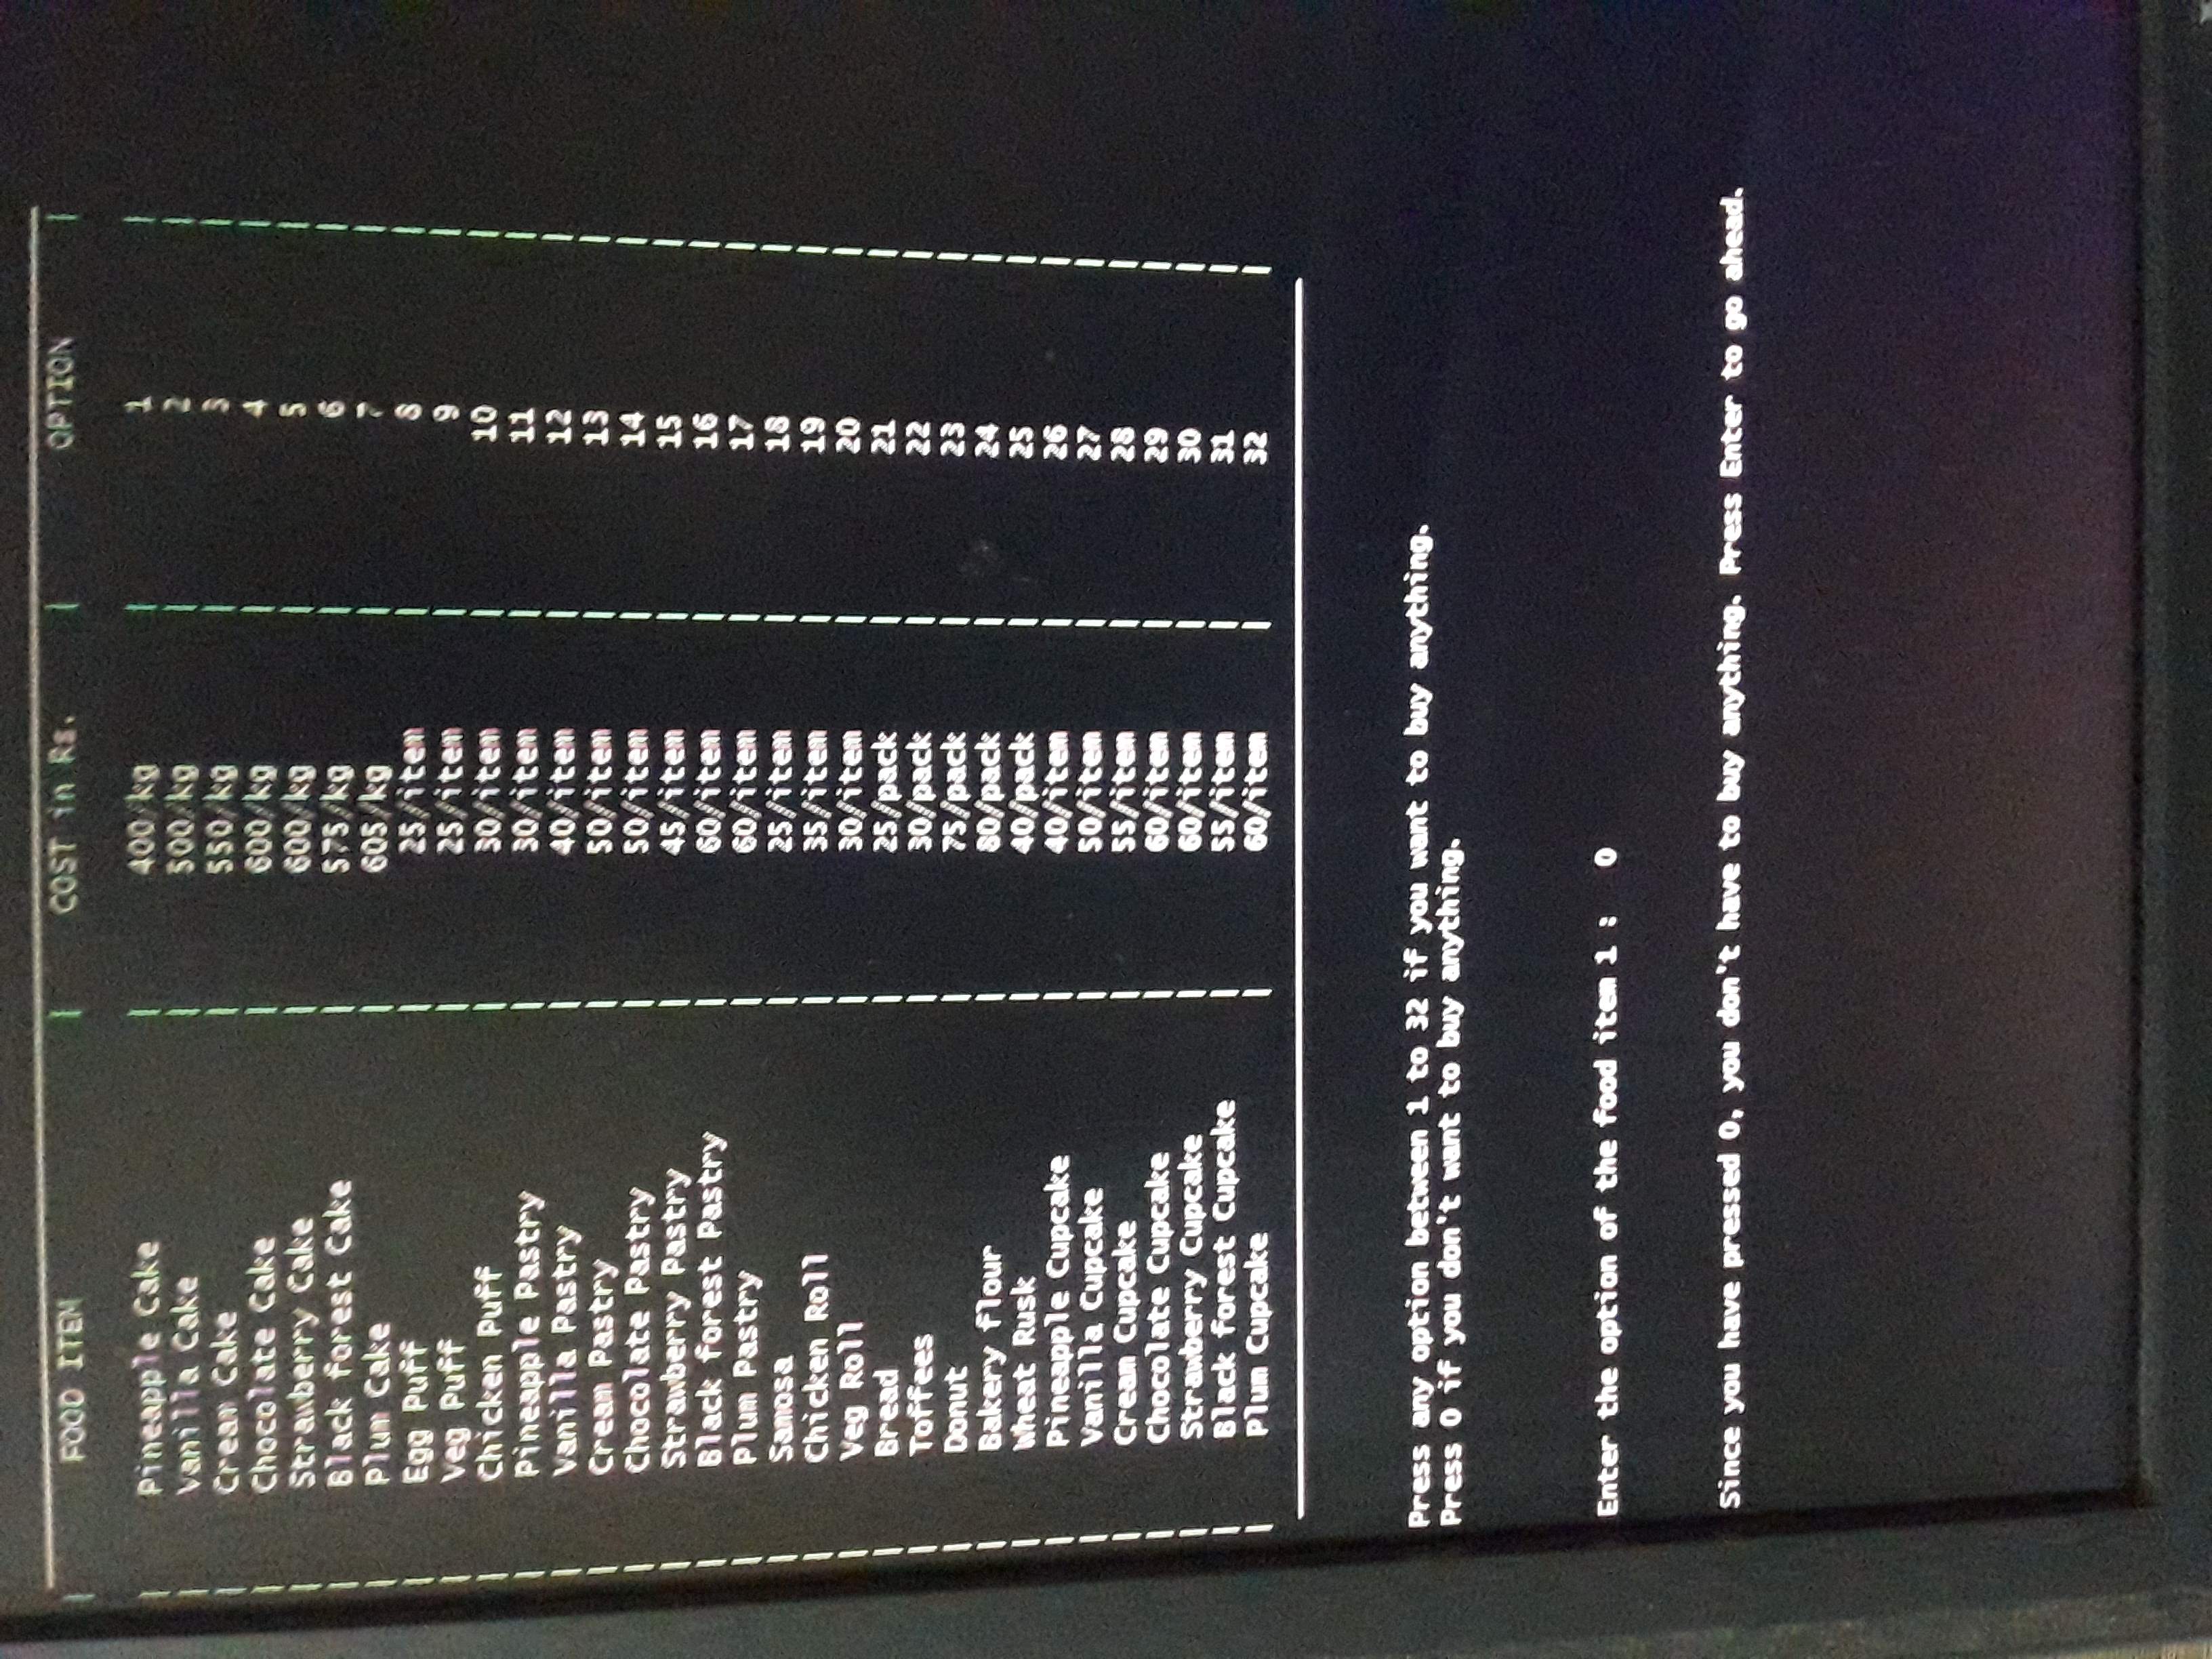 FOOD ITEM | COST in Rs. | OPTION
Pineapple Cake | 400/kg | 1
Vanilla Cake | 500/kg | 2
Cream Cake | 550/kg | 3
Chocolate Cake | 600/kg | 4
Strawberry Cake | 600/kg | 5
Black forest Cake | 575/kg | 6
Plum Cake | 605/kg | 7
Egg Puff | 25/item | 8
Veg Puff | 25/item | 9
Chicken Puff | 30/item | 10
Pineapple Pastry | 30/item | 11
Vanilla Pastry | 40/item | 12
Cream Pastry | 50/item | 13
Chocolate Pastry | 50/item | 14
Strawberry Pastry | 45/item | 15
Black forest Pastry | 60/item | 16
Plum Pastry | 60/item | 17
Samosa | 25/item | 18
Chicken Roll | 35/item | 19
Veg Roll | 30/item | 20
Bread | 25/pack | 21
Toffees | 30/pack | 22
Donut | 75/pack | 23
Bakery flour | 80/pack | 24
Wheat Rusk | 40/pack | 25
Pineapple Cupcake | 40/item | 26
Vanilla Cupcake | 50/item | 27
Cream Cupcake | 55/item | 28
Chocolate Cupcake | 60/item | 29
Strawberry Cupcake | 60/item | 30
Black forest Cupcake | 55/item | 31
Plum Cupcake | 60/item | 32
Press any option between 1 to 32 if you want to buy anything.
Press 0 if you don't want to buy anything.
Enter the option of the food item 1 : 0
Since you have pressed 0, you don't have to buy anything. Press Enter to go ahead.